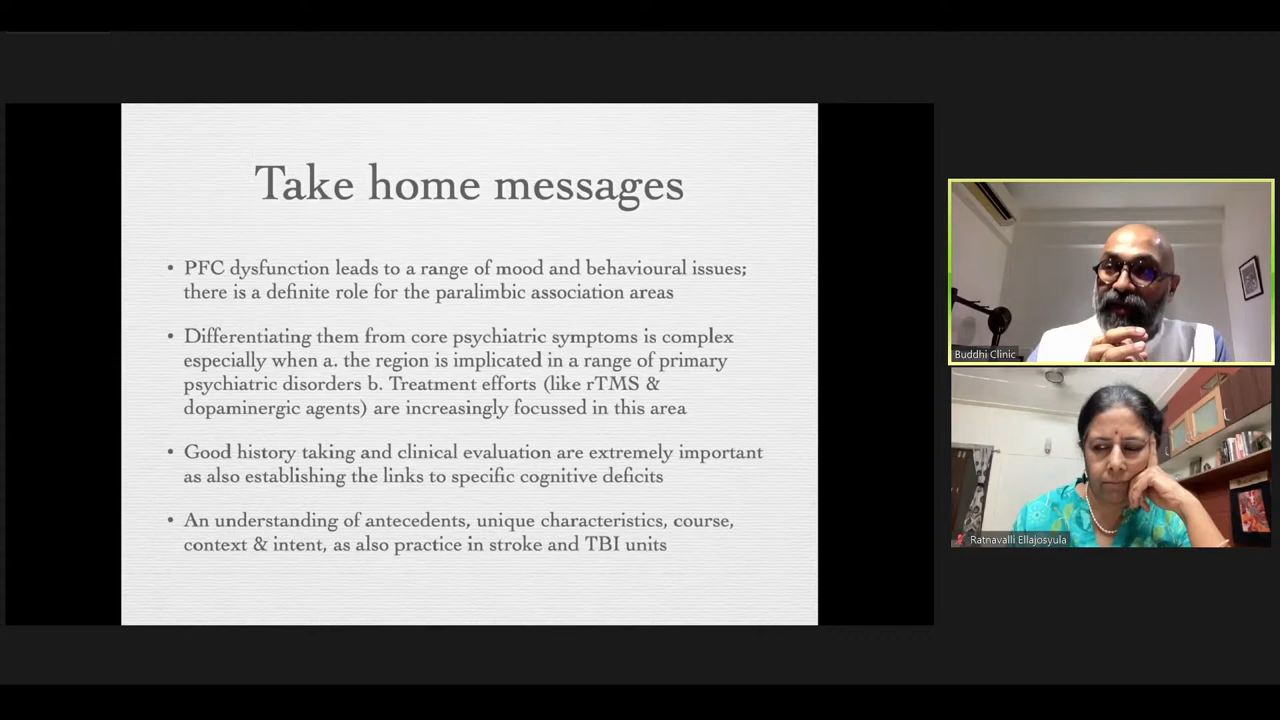 Take home messages
• PFC dysfunction leads to a range of mood and behavioural issues;
there is a definite role for the paralimbic association areas
• Differentiating them from core psychiatric symptoms is complex
especially when a. the region is implicated in a range of primary
psychiatric disorders b. Treatment efforts (like rTMS &
dopaminergic agents) are increasingly focussed in this area
• Good history taking and clinical evaluation are extremely important
as also establishing the links to specific cognitive deficits
• An understanding of antecedents, unique characteristics, course,
context & intent, as also practice in stroke and TBI units
Buddhi Clinic
Ratnavalli Ellajosyula